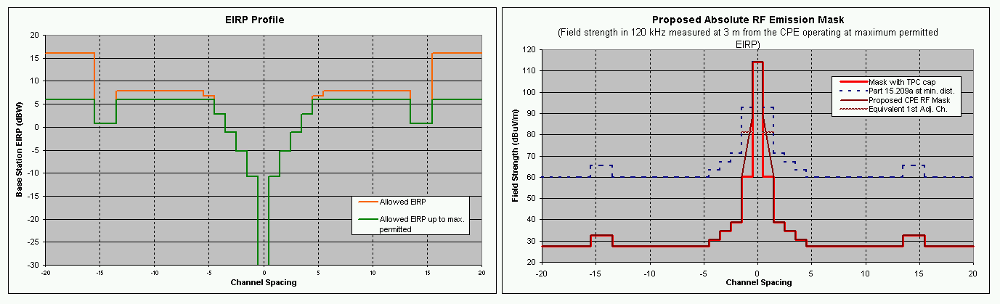 EIRP Profile
20
15
10
5
0
-5
-10
-15
-20
-25
-30
Base Station EIRP (dBW)
Allowed EIRP
Allowed EIRP up to max.
permitted
-20
-15
-10
-5
0
5
10
15
20
Channel Spacing
Proposed Absolute RF Emission Mask
(Field strength in 120 kHz measured at 3 m from the CPE operating at maximum permitted
EIRP)
120
110
100
90
80
70
60
50
40
30
20
Field Strength (dBuV/m)
Mask with TPC cap
Part 15.209a at min. dist.
Proposed CPE RF Mask
Equivalent 1st Adj. Ch.
-20
-15
-10
-5
0
5
10
15
20
Channel Spacing